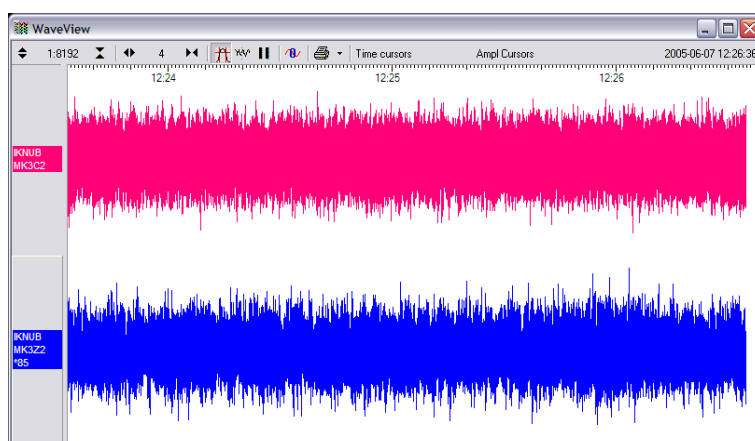 WaveView
1:8192 4 Time cursors Ampl Cursors 2005-06-07 12:26:36
12:24 12:25 12:26
IKNUB
MK3C2
IKNUB
MK3Z2
*85